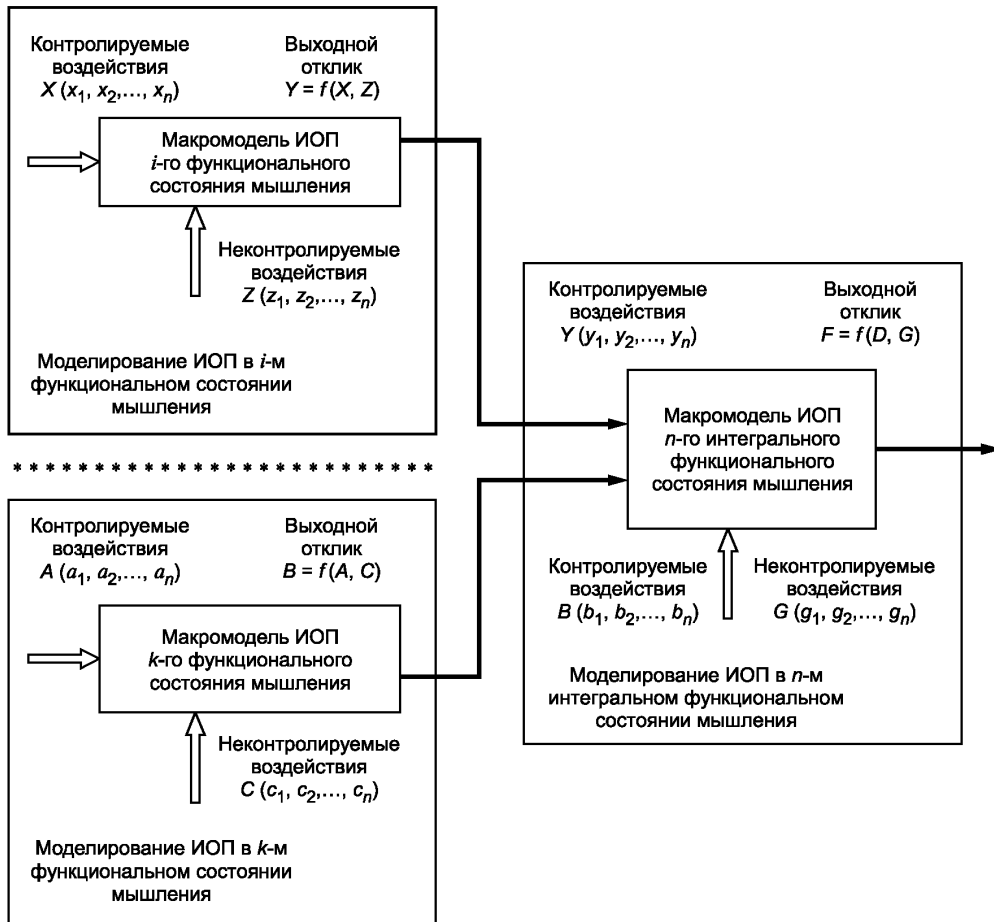 Контролируемые
воздействия
X (x1, x2,..., xn)
Выходной
отклик
Y = f (X, Z)
Макромодель ИОП
i-го функционального
состояния мышления
Неконтролируемые
воздействия
Z (z1, z2,..., zn)
Моделирование ИОП в i-м
функциональном состоянии
мышления
* * * * * * * * * * * * * * * * * * * * * * * * * * *
Контролируемые
воздействия
A (a1, a2,..., an)
Выходной
отклик
B = f (A, C)
Макромодель ИОП
k-го функционального
состояния мышления
Неконтролируемые
воздействия
C (c1, c2,..., cn)
Моделирование ИОП в k-м
функциональном состоянии
мышления
Контролируемые
воздействия
Y (y1, y2,..., yn)
Выходной
отклик
F = f (D, G)
Макромодель ИОП
n-го интегрального
функционального
состояния мышления
Контролируемые
воздействия
B (b1, b2,..., bn)
Неконтролируемые
воздействия
G (g1, g2,..., gn)
Моделирование ИОП в n-м
интегральном функциональном
состоянии мышления